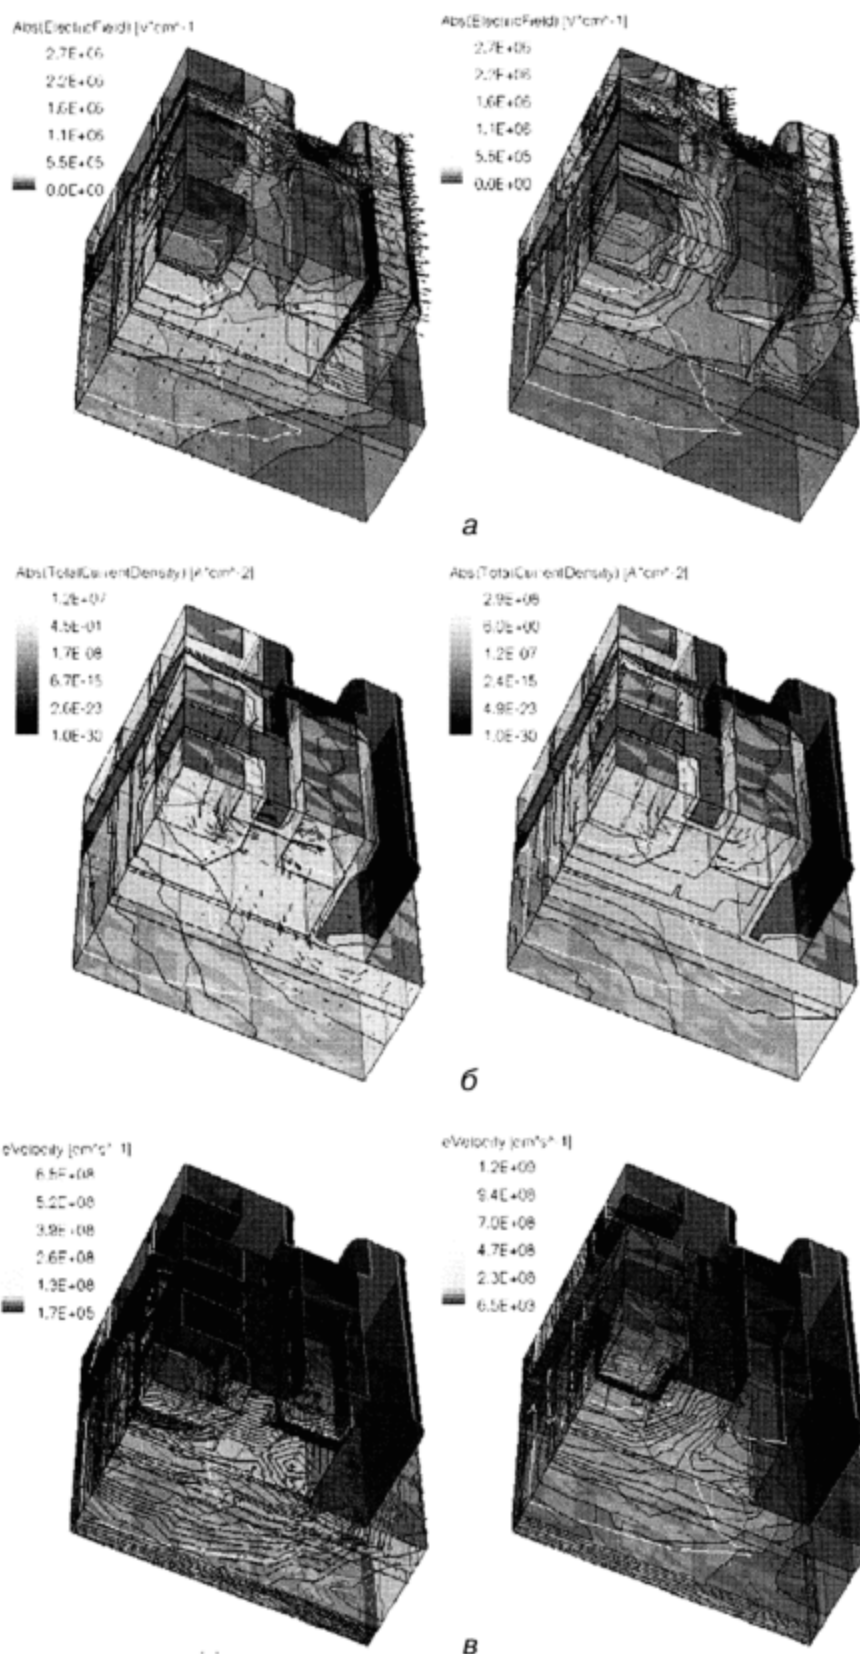 Abs(ElectricField) [V*cm^-1
2.7E+06
2.2E+06
1.6E+06
1.1E+06
5.5E+05
0.0E+00
Abs(ElectricField) [V*cm^-1]
2.7E+06
2.2E+06
1.6E+06
1.1E+06
5.5E+05
0.0E+00
а
Abs(TotalCurrentDensity) [A*cm^-2]
1.2E+07
4.5E-01
1.7E-08
6.7E-15
2.6E-23
1.0E-30
Abs(TotalCurrentDensity) [A*cm^-2]
6.0E+00
1.2E-07
2.4E-15
4.9E-23
1.0E-30
б
eVelocity [cm*s^-1]
6.5E+08
5.2E+08
3.9E+08
2.6E+08
1.3E+08
1.7E+05
eVelocity [cm*s^-1]
1.2E+09
9.4E+08
7.0E+08
4.7E+08
2.3E+08
6.5E+03
в